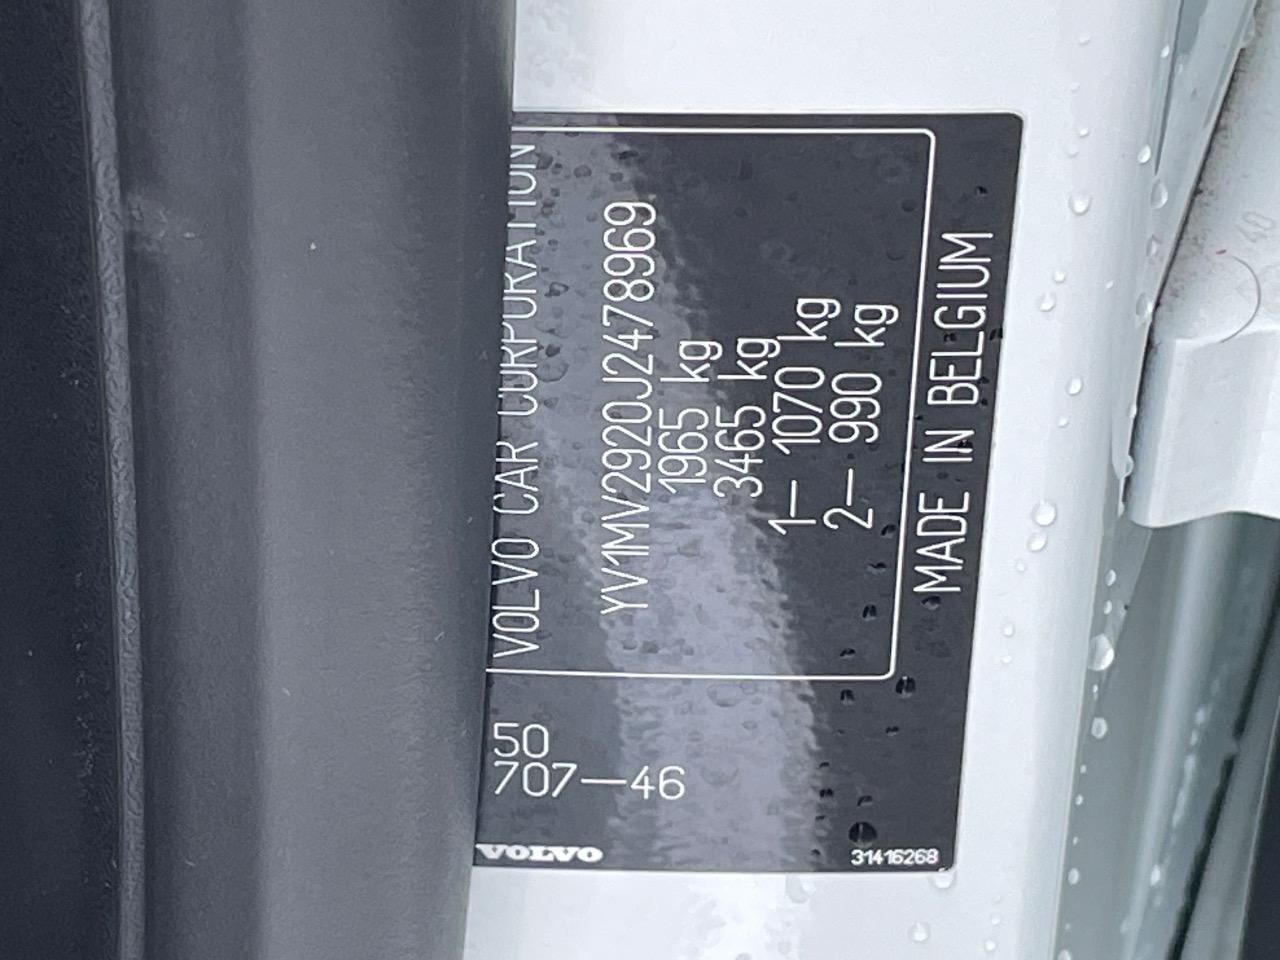 VOLVO CAR CORPORATION
YV1MV2920J2478969
1965 kg
3465 kg
1– 1070 kg
2– 990 kg
MADE IN BELGIUM
50
707–46
VOLVO
31416268
40